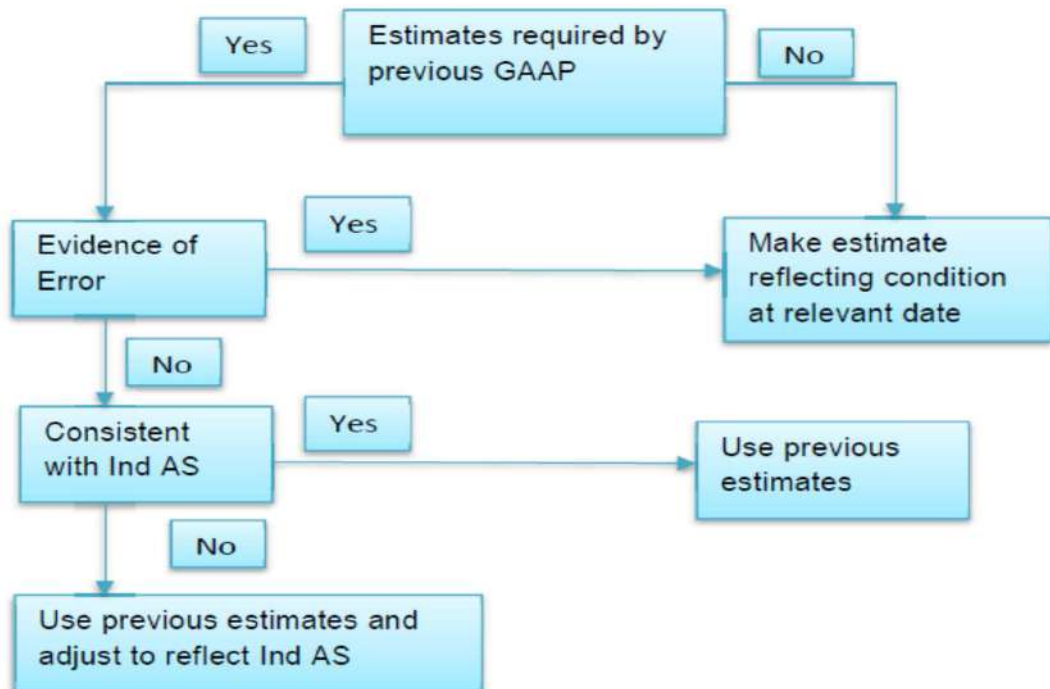 Yes
Estimates required by
previous GAAP
No
Evidence of
Error
Yes
Make estimate
reflecting condition
at relevant date
No
Consistent
with Ind AS
Yes
Use previous
estimates
No
Use previous estimates and
adjust to reflect Ind AS